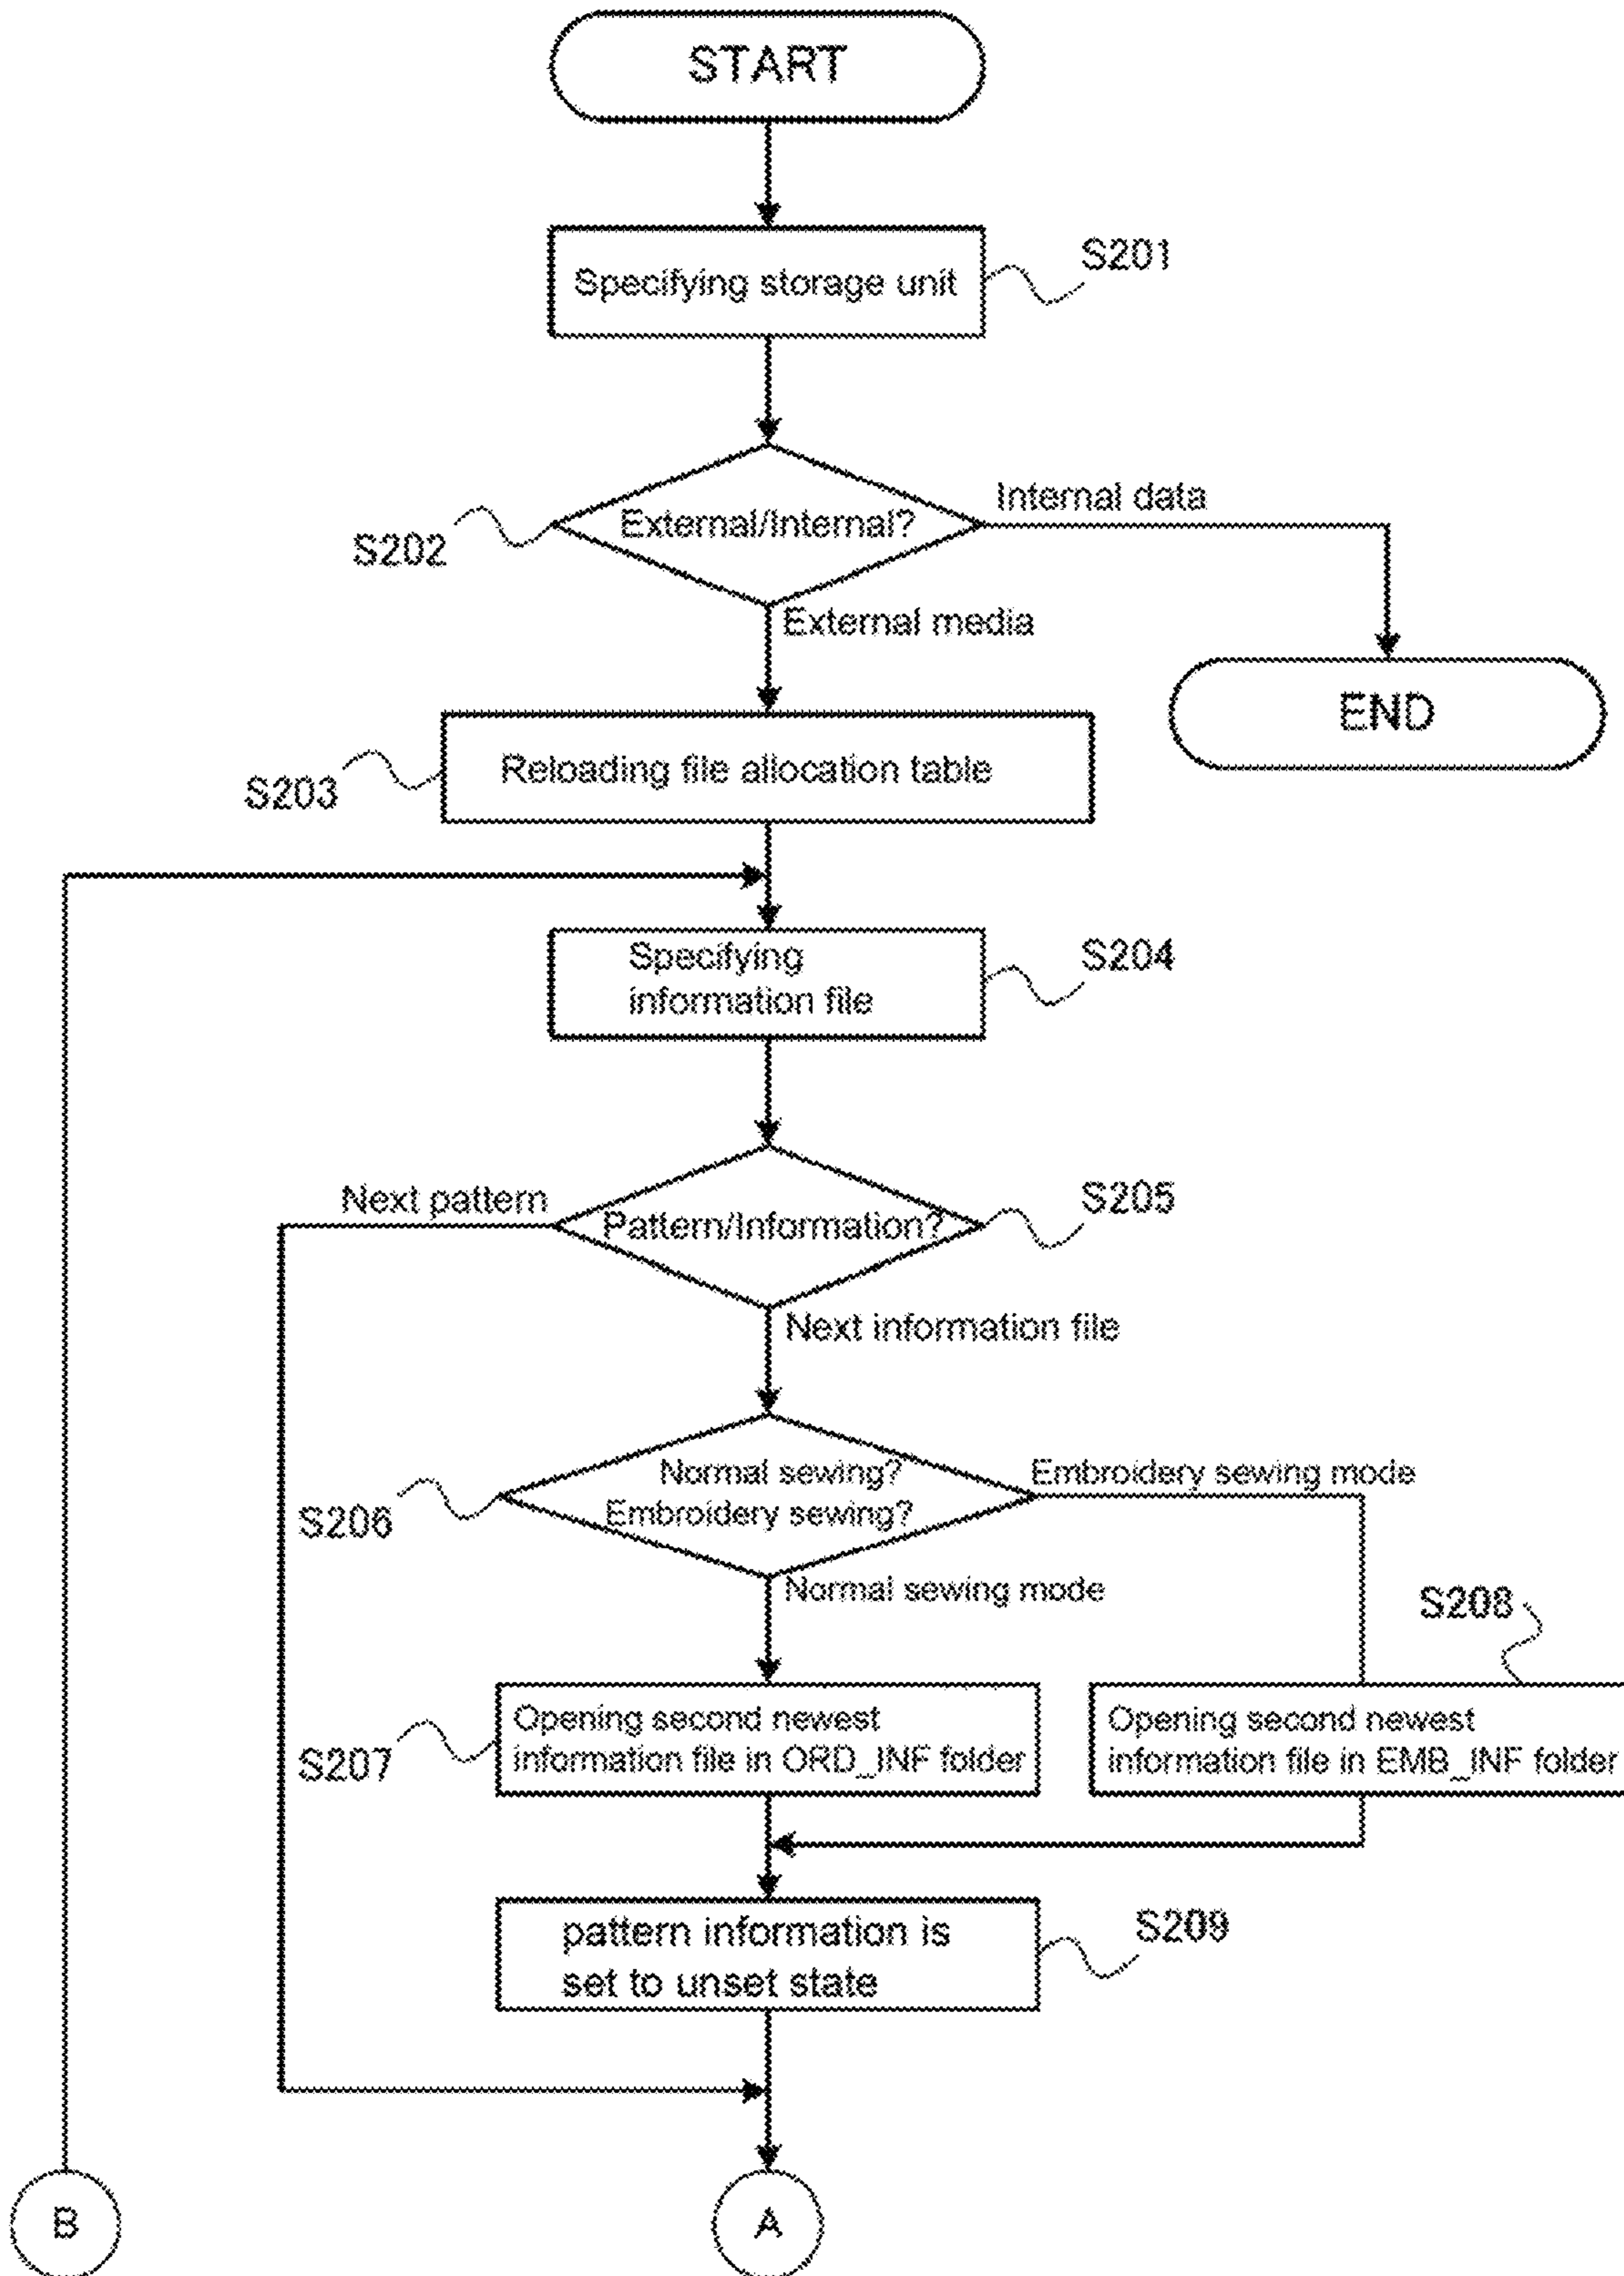 START
Specifying storage unit
S201
External/Internal?
Internal data
S202
External media
END
Reloading file allocation table
S203
Specifying
information file
S204
Next pattern
Pattern/Information?
S205
Next information file
Normal sewing?
Embroidery sewing?
Embroidery sewing mode
S206
Normal sewing mode
S208
Opening second newest
information file in ORD_INF folder
S207
Opening second newest
information file in EMB_INF folder
pattern information is
set to unset state
S209
B
A